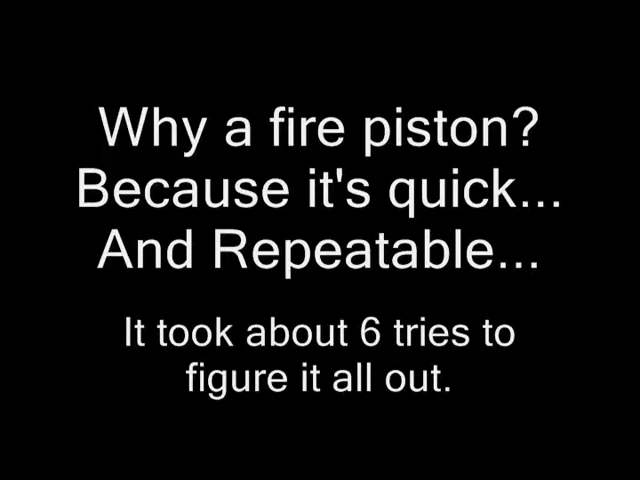 Why a fire piston?
Because it's quick...
And Repeatable...
It took about 6 tries to
figure it all out.